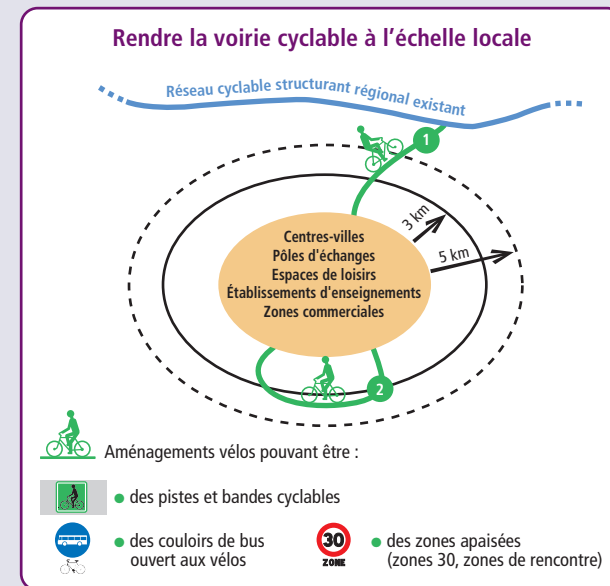 Rendre la voirie cyclable à l'échelle locale
Réseau cyclable structurant régional existant
1
3 km
5 km
Centres-villes
Pôles d'échanges
Espaces de loisirs
Établissements d'enseignements
Zones commerciales
2
Aménagements vélos pouvant être :
des pistes et bandes cyclables
des couloirs de bus
ouvert aux vélos
30
ZONE
des zones apaisées
(zones 30, zones de rencontre)